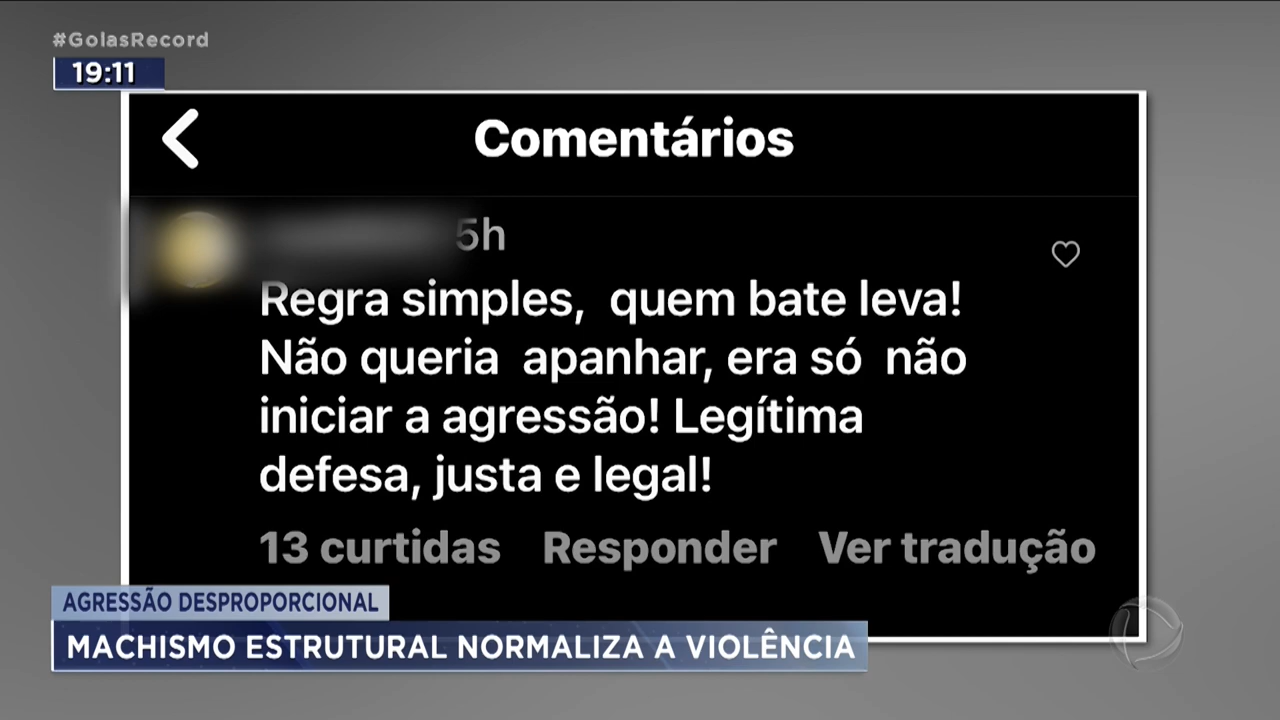 #GoiasRecord
19:11
Comentários
5h
Regra simples, quem bate leva!
Não queria apanhar, era só não
iniciar a agressão! Legítima
defesa, justa e legal!
13 curtidas Responder Ver tradução
AGRESSÃO DESPROPORCIONAL
MACHISMO ESTRUTURAL NORMALIZA A VIOLÊNCIA